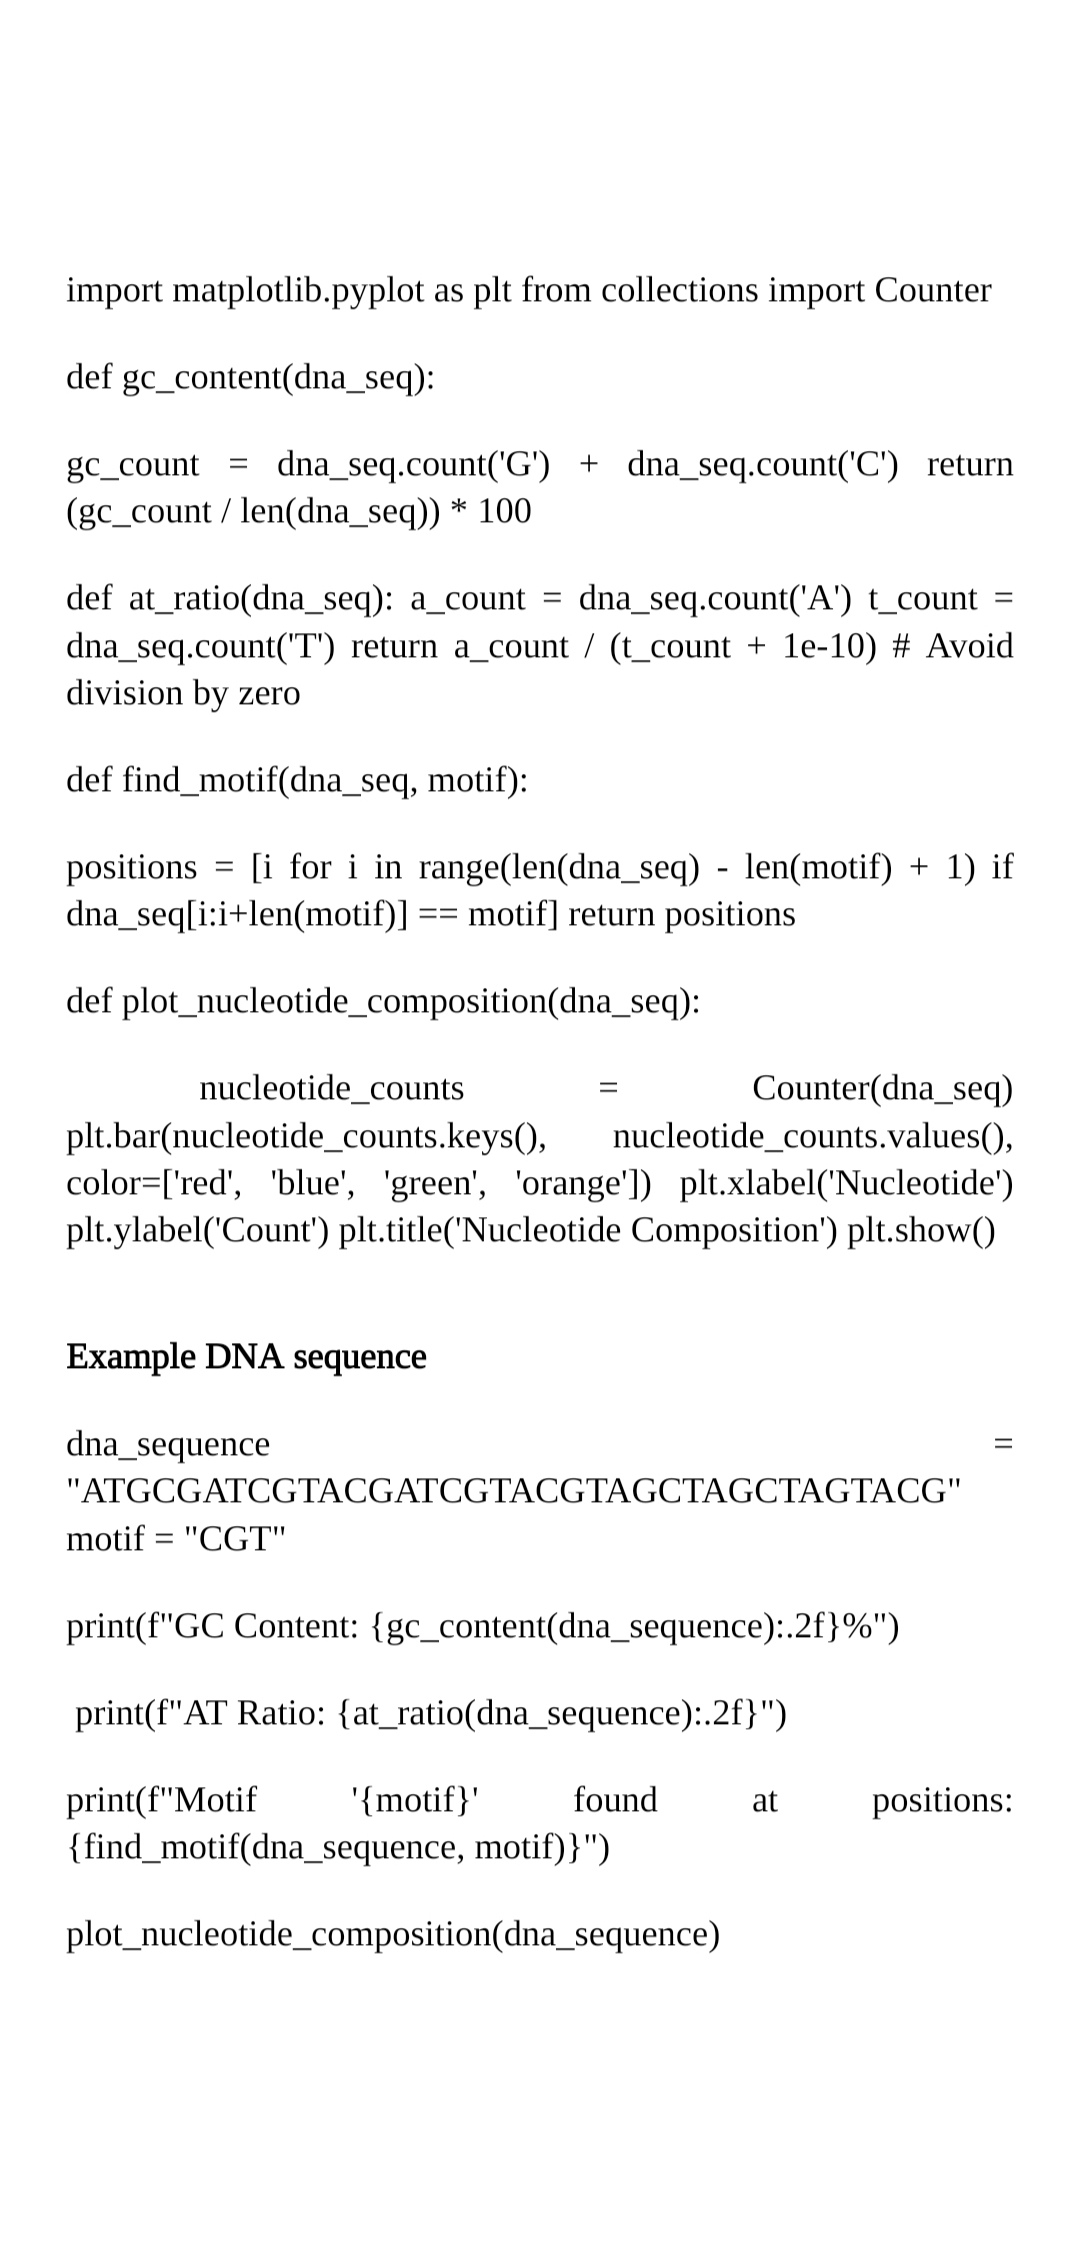 import matplotlib.pyplot as plt from collections import Counter
def gc_content(dna_seq):
gc_count = dna_seq.count('G') + dna_seq.count('C') return
(gc_count / len(dna_seq)) * 100
def at_ratio(dna_seq): a_count = dna_seq.count('A') t_count =
dna_seq.count('T') return a_count / (t_count + 1e-10) # Avoid
division by zero
def find_motif(dna_seq, motif):
positions = [i for i in range(len(dna_seq) - len(motif) + 1) if
dna_seq[i:i+len(motif)] == motif] return positions
def plot_nucleotide_composition(dna_seq):
nucleotide_counts = Counter(dna_seq)
plt.bar(nucleotide_counts.keys(), nucleotide_counts.values(),
color=['red', 'blue', 'green', 'orange']) plt.xlabel('Nucleotide')
plt.ylabel('Count') plt.title('Nucleotide Composition') plt.show()
Example DNA sequence
dna_sequence =
"ATGCGATCGTACGATCGTACGTAGCTAGCTAGTACG"
motif = "CGT"
print(f"GC Content: {gc_content(dna_sequence):.2f}%")
print(f"AT Ratio: {at_ratio(dna_sequence):.2f}")
print(f"Motif '{motif}' found at positions:
{find_motif(dna_sequence, motif)}")
plot_nucleotide_composition(dna_sequence)